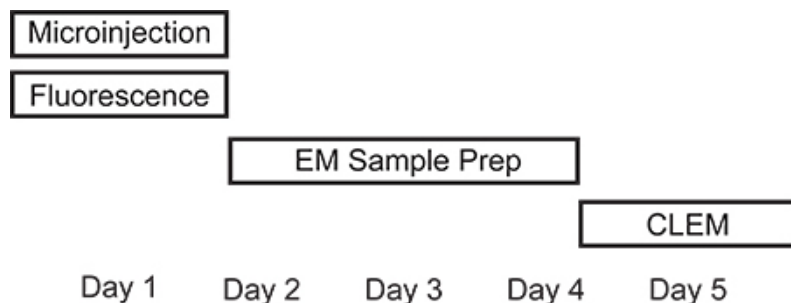 Microinjection
Fluorescence
EM Sample Prep
CLEM
Day 1 Day 2 Day 3 Day 4 Day 5